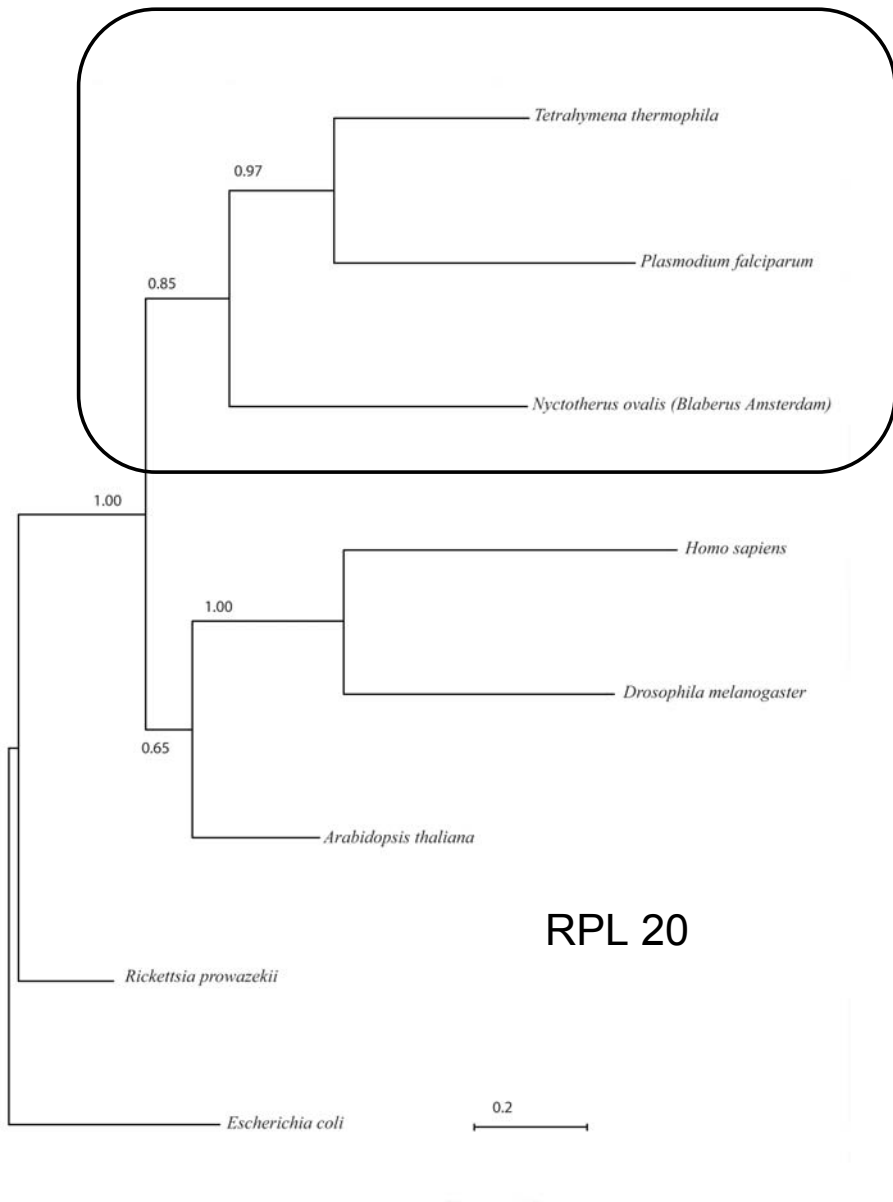 Tetrahymena thermophila
0.97
Plasmodium falciparum
0.85
Nyctotherus ovalis (Blaberus Amsterdam)
1.00
Homo sapiens
1.00
Drosophila melanogaster
0.65
Arabidopsis thaliana
RPL 20
Rickettsia prowazekii
0.2
Escherichia coli